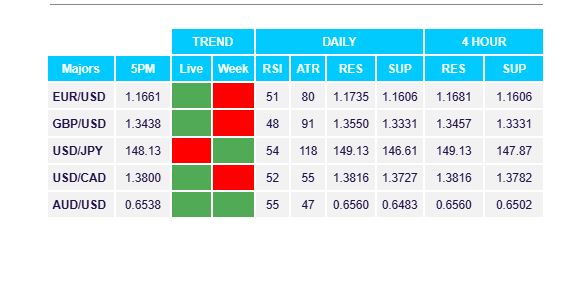 TREND DAILY 4 HOUR
Majors 5PM Live Week RSI ATR RES SUP RES SUP
EUR/USD 1.1661 51 80 1.1735 1.1606 1.1681 1.1606
GBP/USD 1.3438 48 91 1.3550 1.3331 1.3457 1.3331
USD/JPY 148.13 54 118 149.13 146.61 149.13 147.87
USD/CAD 1.3800 52 55 1.3816 1.3727 1.3816 1.3782
AUD/USD 0.6538 55 47 0.6560 0.6483 0.6560 0.6502